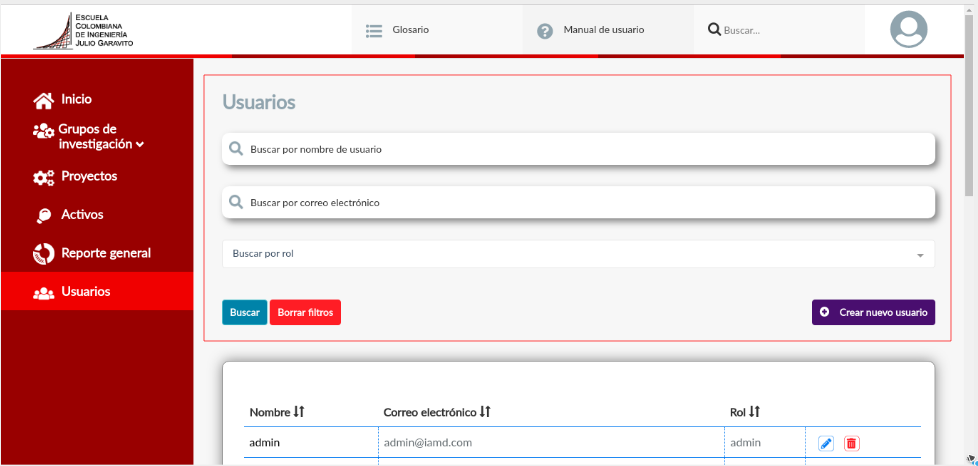 ESCUELA
COLOMBIANA
DE INGENIERÍA
JULIO GARAVITO
Glosario
Manual de usuario
Buscar...
Inicio
Grupos de
investigación
Proyectos
Activos
Reporte general
Usuarios
Usuarios
Buscar por nombre de usuario
Buscar por correo electrónico
Buscar por rol
Buscar
Borrar filtros
Crear nuevo usuario
Nombre
Correo electrónico
Rol
admin
admin@iamd.com
admin